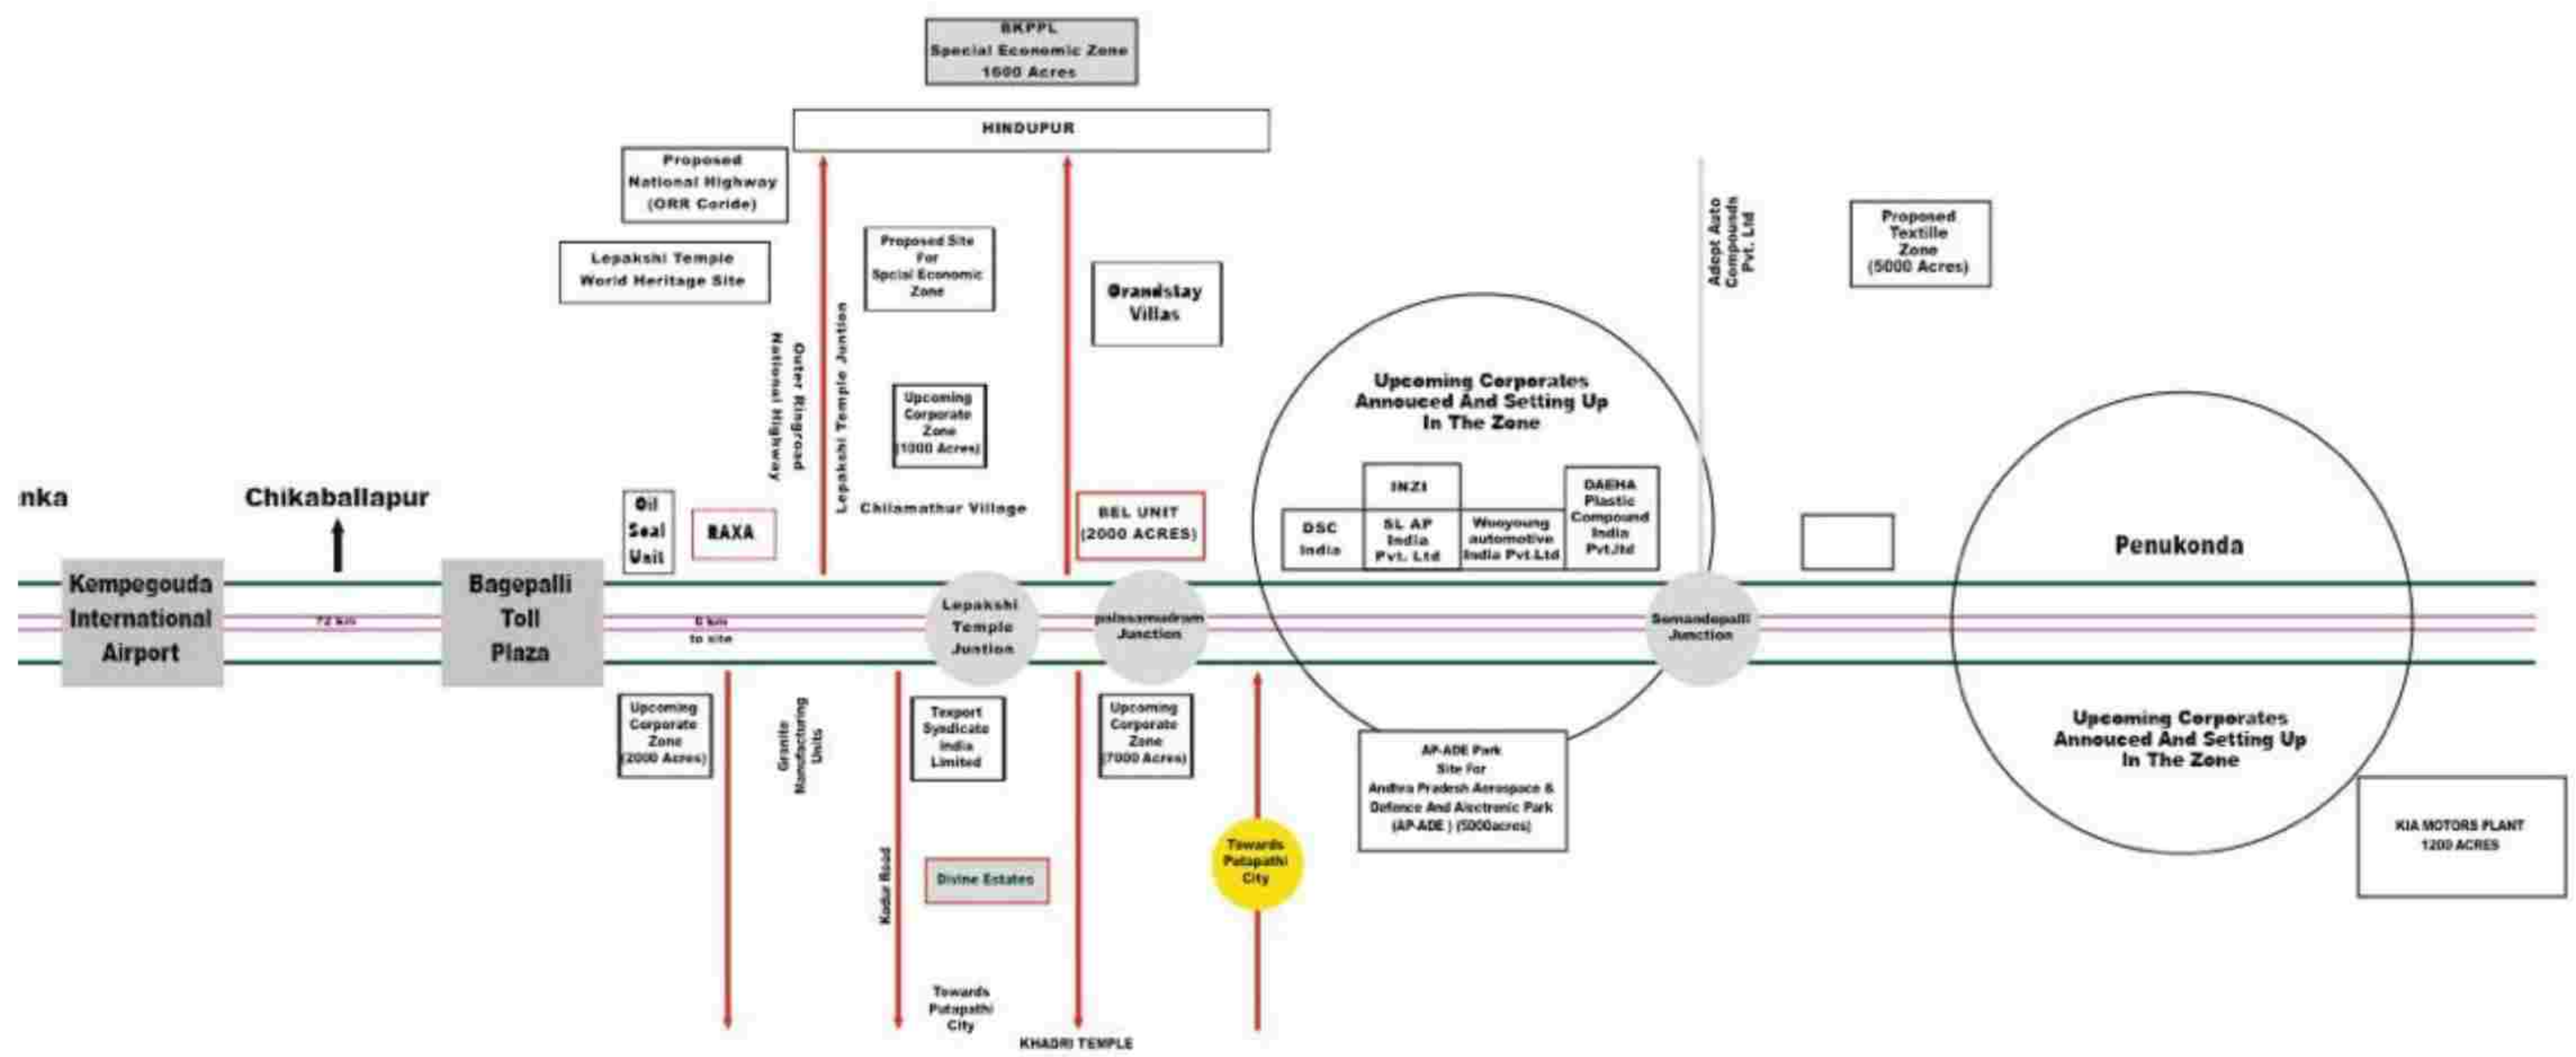 BKPPL
Special Economic Zone
1600 Acres
HINDUPUR
Proposed
National Highway
(ORR Coride)
Lepakshi Temple
World Heritage Site
Outer Ringroad
National Highway
Lepakshi Temple Juntion
Proposed Site
For
Spcial Economic
Zone
Grandstay
Villas
Upcoming
Corporate
Zone
(1000 Acres)
Chilamathur Village
Adept Auto
Compounds
Pvt. Ltd
Proposed
Textille
Zone
(5000 Acres)
Upcoming Corporates
Annouced And Setting Up
In The Zone
INZI
DSC
India
SL AP
India
Pvt. Ltd
Wooyoung
automotive
India Pvt.Ltd
DAEHA
Plastic
Compound
India
Pvt.ltd
nka
Chikaballapur
Oil
Seal
Unit
RAXA
BEL UNIT
(2000 ACRES)
Penukonda
Kempegouda
International
Airport
72 km
Bagepalli
Toll
Plaza
km
to site
Lepakshi
Temple
Juntion
palasamudram
Junction
Somandepalli
Junction
Upcoming
Corporate
Zone
(2000 Acres)
Granite
Manufacturing
Units
Texport
Syndicate
India
Limited
Upcoming
Corporate
Zone
(7000 Acres)
Upcoming Corporates
Annouced And Setting Up
In The Zone
AP-ADE Park
Site For
Andhra Pradesh Aerospace &
Defence And Alectronic Park
(AP-ADE ) (5000acres)
KIA MOTORS PLANT
1200 ACRES
Kodur Road
Divine Estates
Towards
Putapathi
City
Towards
Putapathi
City
KHADRI TEMPLE